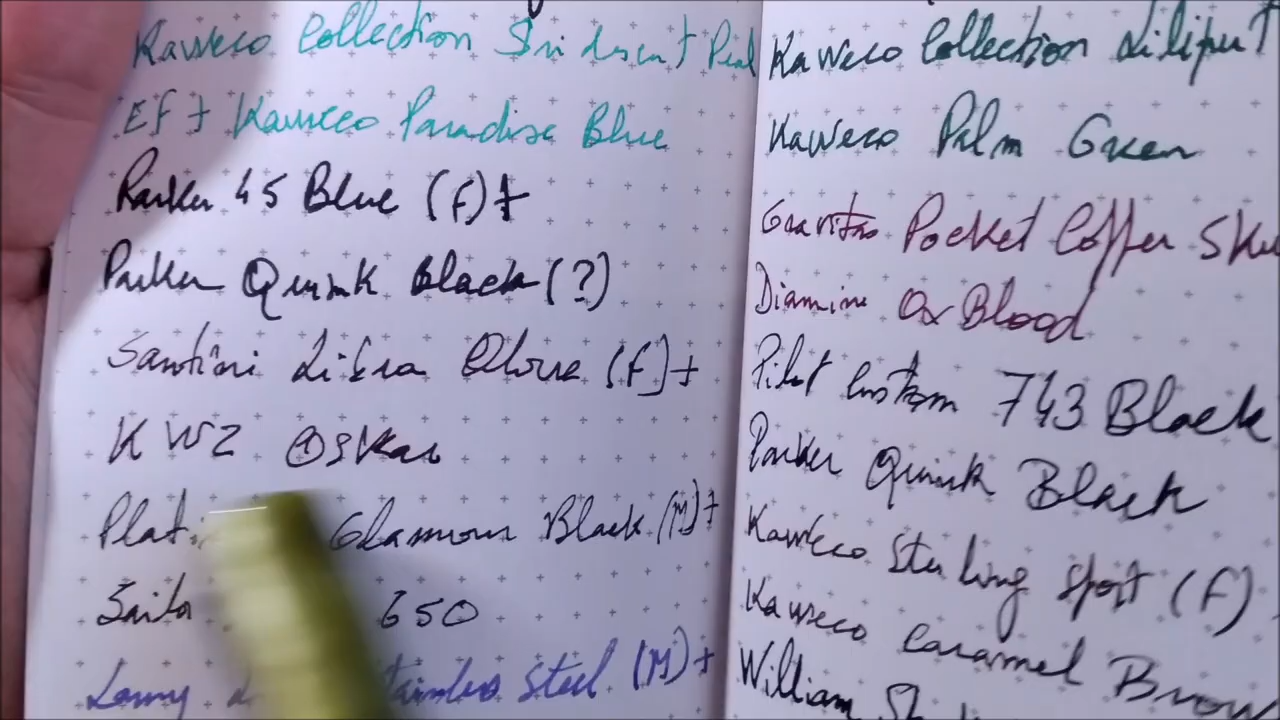 Kaweco Collection Iridescent Pearl
EF + Kaweco Paradise Blue
Parker 45 Blue (F) +
Parker Quink Black (?)
Santini Libra (F) +
KWZ Oskar
Glamour Black (M) +
650
Stainless Steel (M) +
Kaweco Collection Liliput
Kaweco Palm Green
Gravitas Pocket Copper
Diamine Ox Blood
Pilot Custom 743 Black
Parker Quink Black
Kaweco Sterling Sport (F)
Kaweco Caramel Brown
William